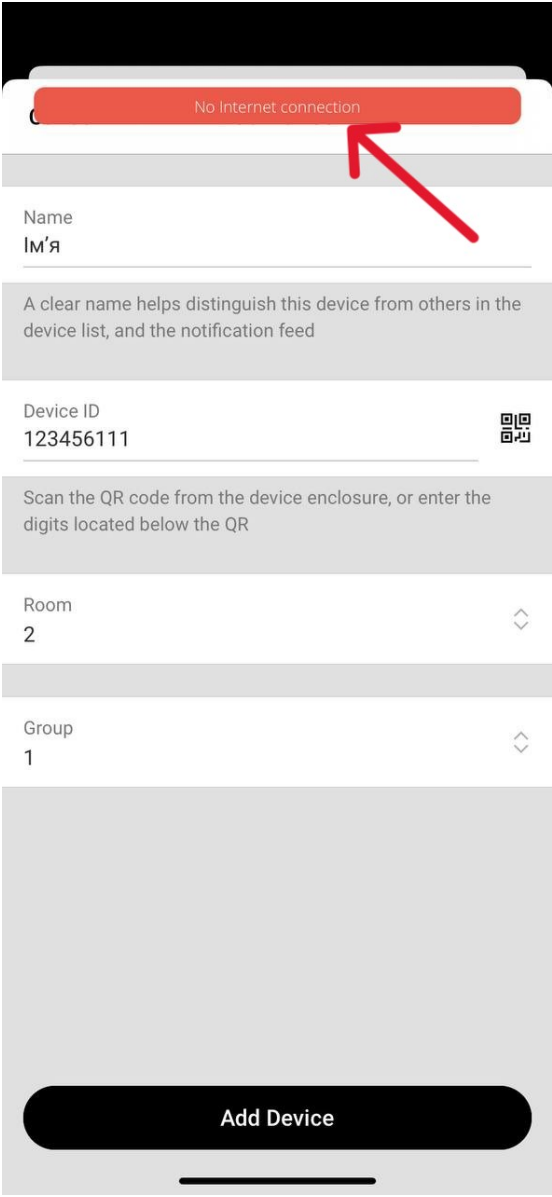 No Internet connection
Name
Ім’я
A clear name helps distinguish this device from others in the
device list, and the notification feed
Device ID
123456111
Scan the QR code from the device enclosure, or enter the
digits located below the QR
Room
2
Group
1
Add Device